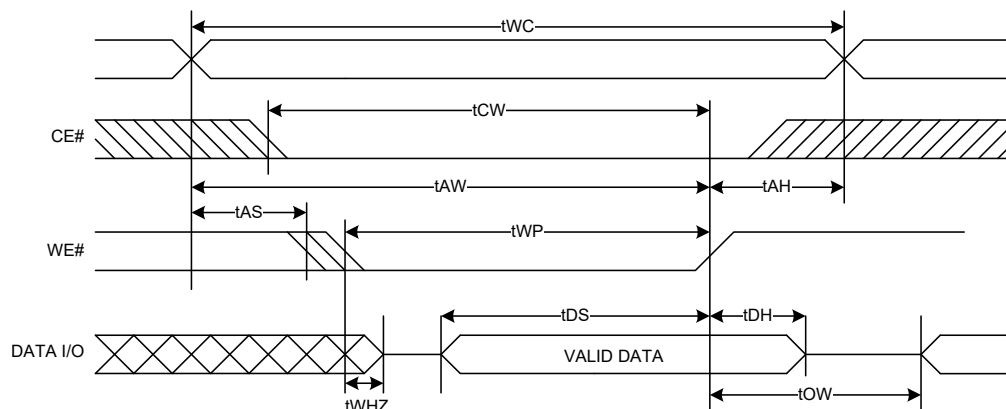 tWC
tCW
CE#
tAW
tAH
tAS
tWP
WE#
tDS
tDH
DATA I/O
VALID DATA
tWHZ
tOW